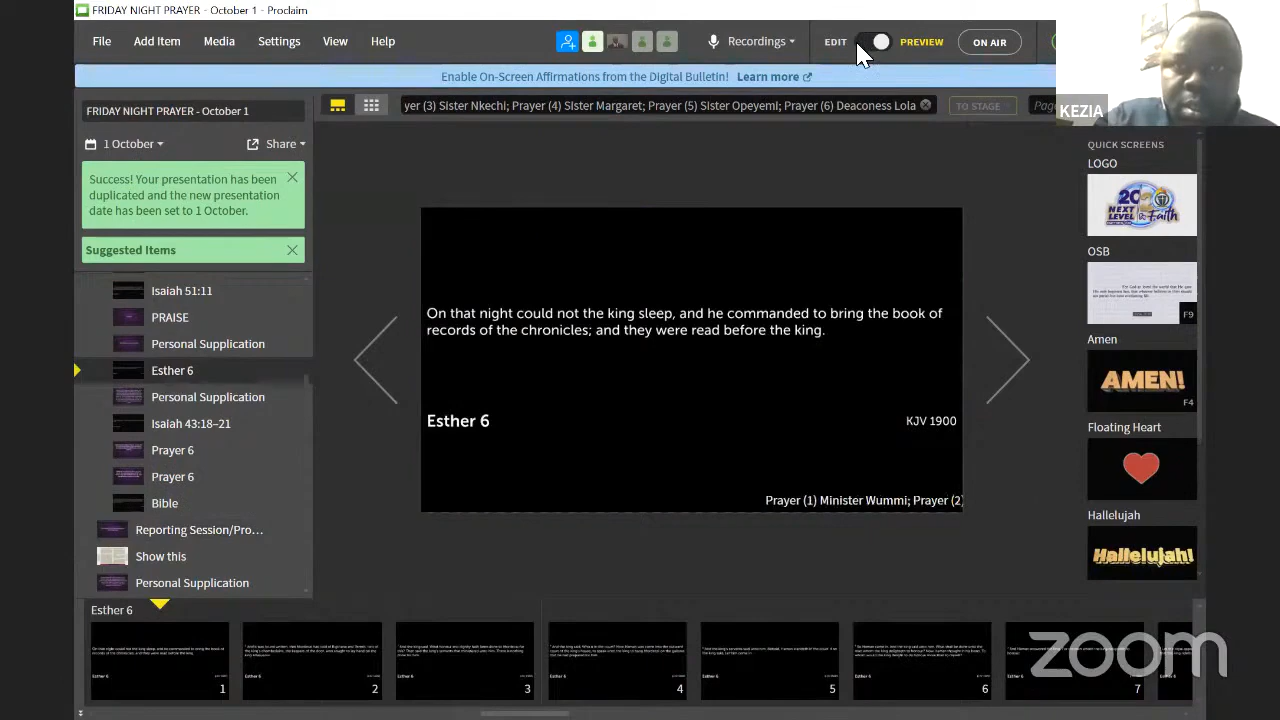 FRIDAY NIGHT PRAYER - October 1 - Proclaim
File Add Item Media Settings View Help
Recordings
EDIT PREVIEW ON AIR
Enable On-Screen Affirmations from the Digital Bulletin! Learn more
FRIDAY NIGHT PRAYER - October 1
yer (3) SIster Nkechi; Prayer (4) SIster Margaret; Prayer (5) SIster Opeyemi; Prayer (6) Deaconess Lola
TO STAGE
KEZIA
1 October
Share
Success! Your presentation has been
duplicated and the new presentation
date has been set to 1 October.
Suggested Items
Isaiah 51:11
PRAISE
Personal Supplication
Esther 6
Personal Supplication
Isaiah 43:18–21
Prayer 6
Prayer 6
Bible
Reporting Session/Pro...
Show this
Personal Supplication
On that night could not the king sleep, and he commanded to bring the book of
records of the chronicles; and they were read before the king.
Esther 6
KJV 1900
Prayer (1) Minister Wummi; Prayer (2)
QUICK SCREENS
LOGO
20
NEXT
LEVEL
Faith
OSB
F9
Amen
AMEN!
F4
Floating Heart
Hallelujah
Hallelujah!
Esther 6
1
2
3
4
5
6
7
zoom